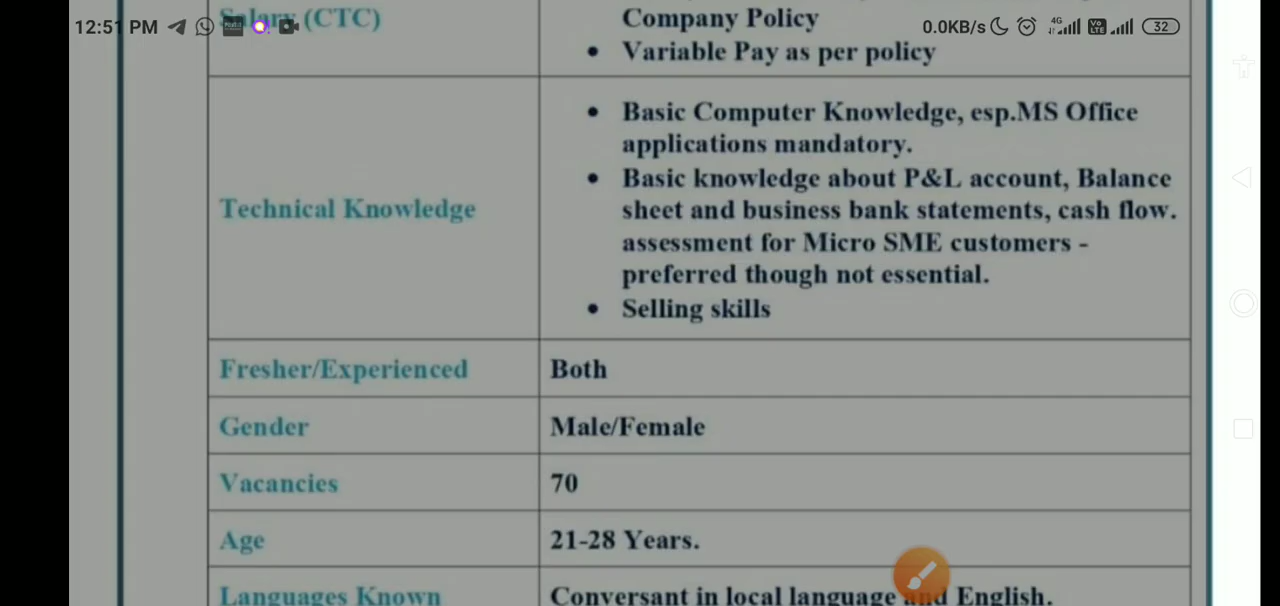 12:51 PM
0.0KB/s
4G
Vo
LTE
32
Salary (CTC)
Company Policy
• Variable Pay as per policy
Technical Knowledge
• Basic Computer Knowledge, esp.MS Office
applications mandatory.
• Basic knowledge about P&L account, Balance
sheet and business bank statements, cash flow.
assessment for Micro SME customers -
preferred though not essential.
• Selling skills
Fresher/Experienced
Both
Gender
Male/Female
Vacancies
70
Age
21-28 Years.
Languages Known
Conversant in local language and English.